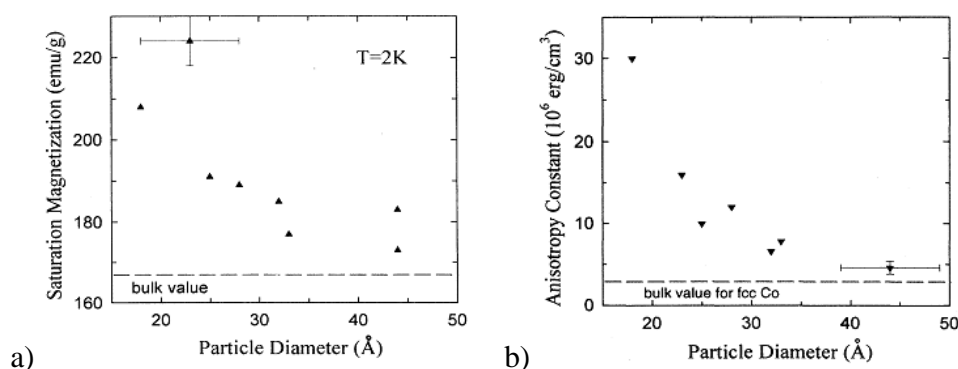 220
200
180
160
Saturation Magnetization (emu/g)
T=2K
bulk value
20 30 40 50
Particle Diameter (Å)
a)
30
20
10
0
Anisotropy Constant (10⁶ erg/cm³)
bulk value for fcc Co
20 30 40 50
Particle Diameter (Å)
b)